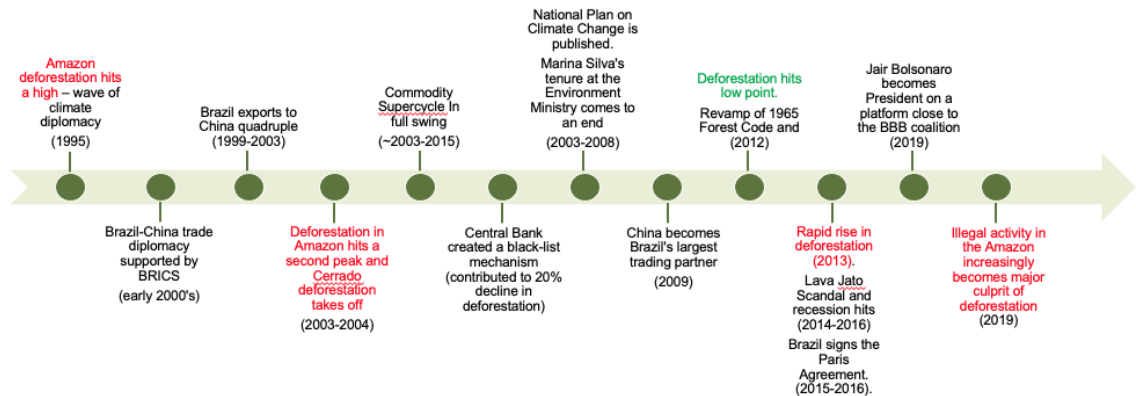 Amazon
deforestation hits
a high – wave of
climate
diplomacy
(1995)
Brazil-China trade
diplomacy
supported by
BRICS
(early 2000's)
Brazil exports to
China quadruple
(1999-2003)
Deforestation in
Amazon hits a
second peak and
Cerrado
deforestation
takes off
(2003-2004)
Commodity
Supercycle In
full swing
(~2003-2015)
Central Bank
created a black-list
mechanism
(contributed to 20%
decline in
deforestation)
National Plan on
Climate Change is
published.
Marina Silva's
tenure at the
Environment
Ministry comes to
an end
(2003-2008)
China becomes
Brazil's largest
trading partner
(2009)
Deforestation hits
low point.
Revamp of 1965
Forest Code and
(2012)
Rapid rise in
deforestation
(2013).
Lava Jato
Scandal and
recession hits
(2014-2016)
Brazil signs the
Paris
Agreement.
(2015-2016).
Jair Bolsonaro
becomes
President on a
platform close to
the BBB coalition
(2019)
Illegal activity in
the Amazon
increasingly
becomes major
culprit of
deforestation
(2019)